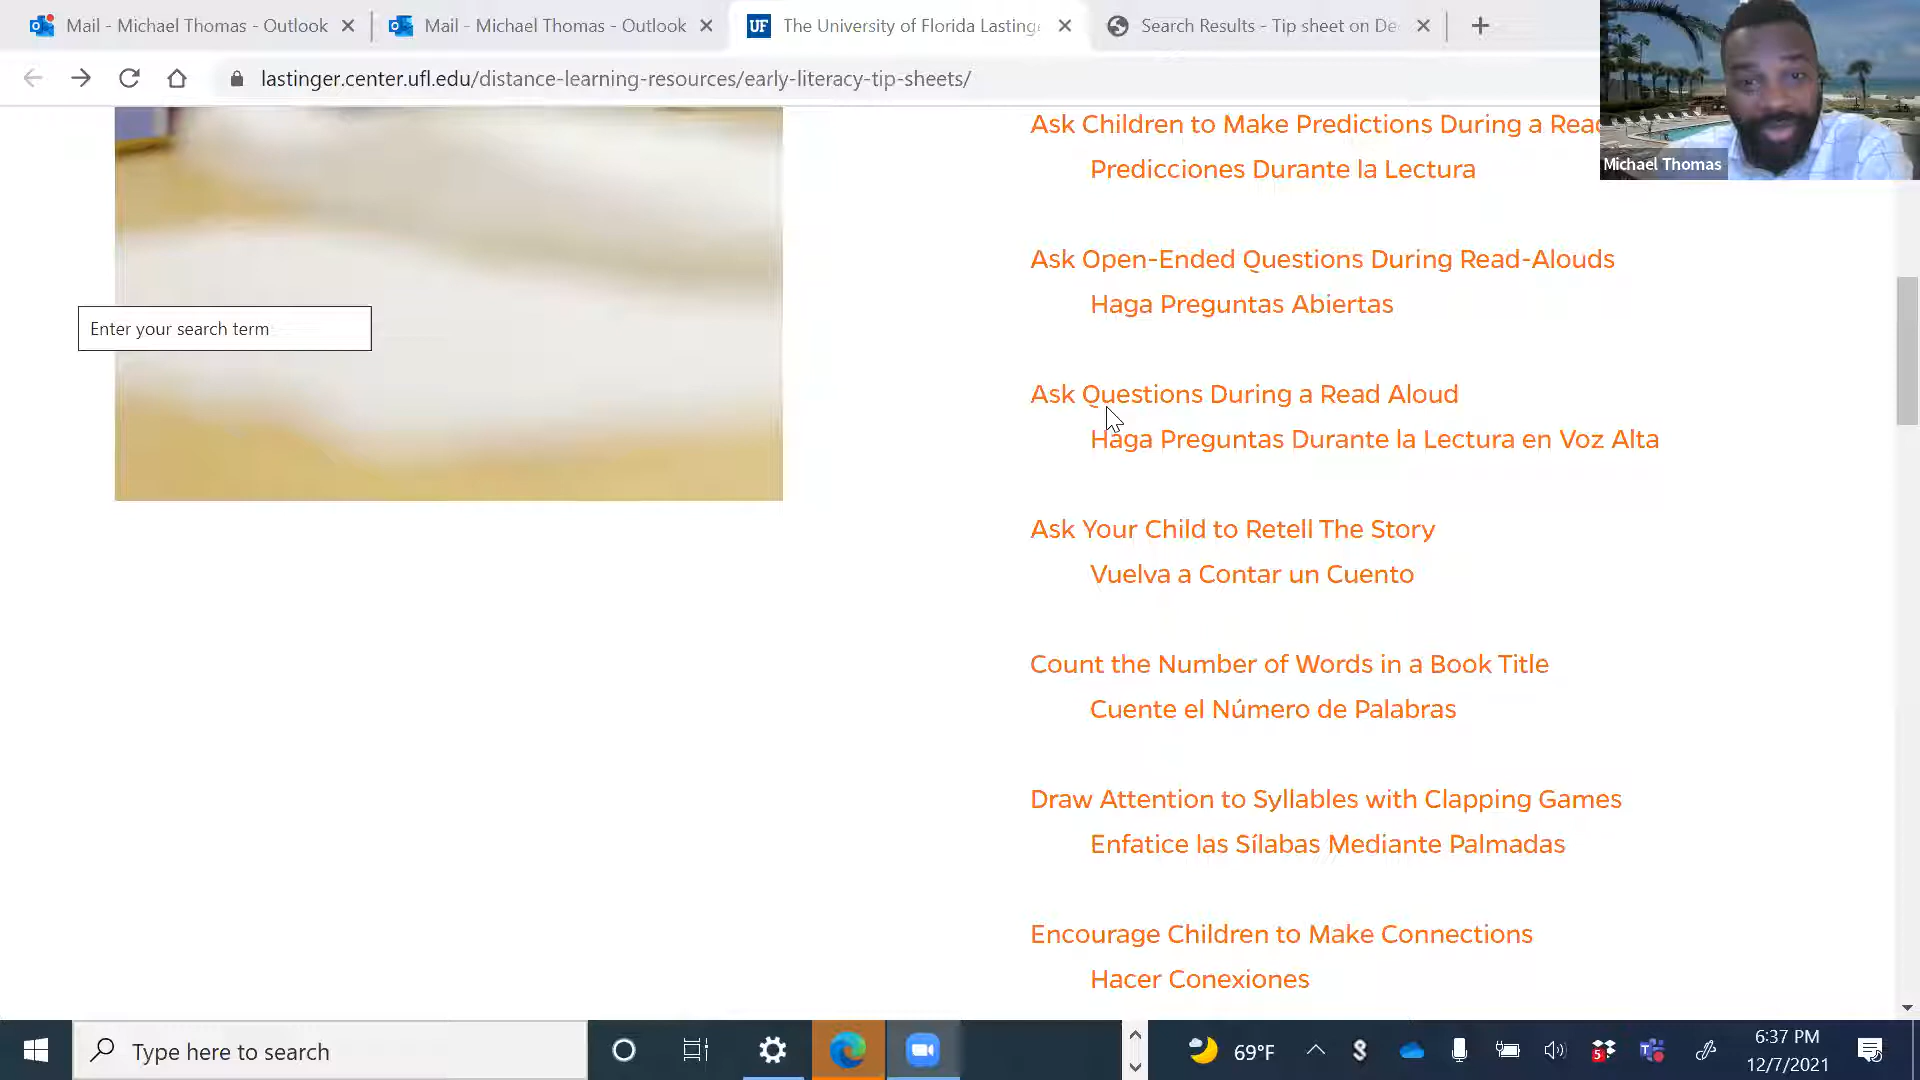 Mail - Michael Thomas - Outlook
Mail - Michael Thomas - Outlook
UF
The University of Florida Lasting
Search Results - Tip sheet on De
lastinger.center.ufl.edu/distance-learning-resources/early-literacy-tip-sheets/
Michael Thomas
Ask Children to Make Predictions During a Read
Predicciones Durante la Lectura
Ask Open-Ended Questions During Read-Alouds
Haga Preguntas Abiertas
Enter your search term
Ask Questions During a Read Aloud
Haga Preguntas Durante la Lectura en Voz Alta
Ask Your Child to Retell The Story
Vuelva a Contar un Cuento
Count the Number of Words in a Book Title
Cuente el Número de Palabras
Draw Attention to Syllables with Clapping Games
Enfatice las Sílabas Mediante Palmadas
Encourage Children to Make Connections
Hacer Conexiones
Type here to search
69°F
5
6:37 PM
12/7/2021